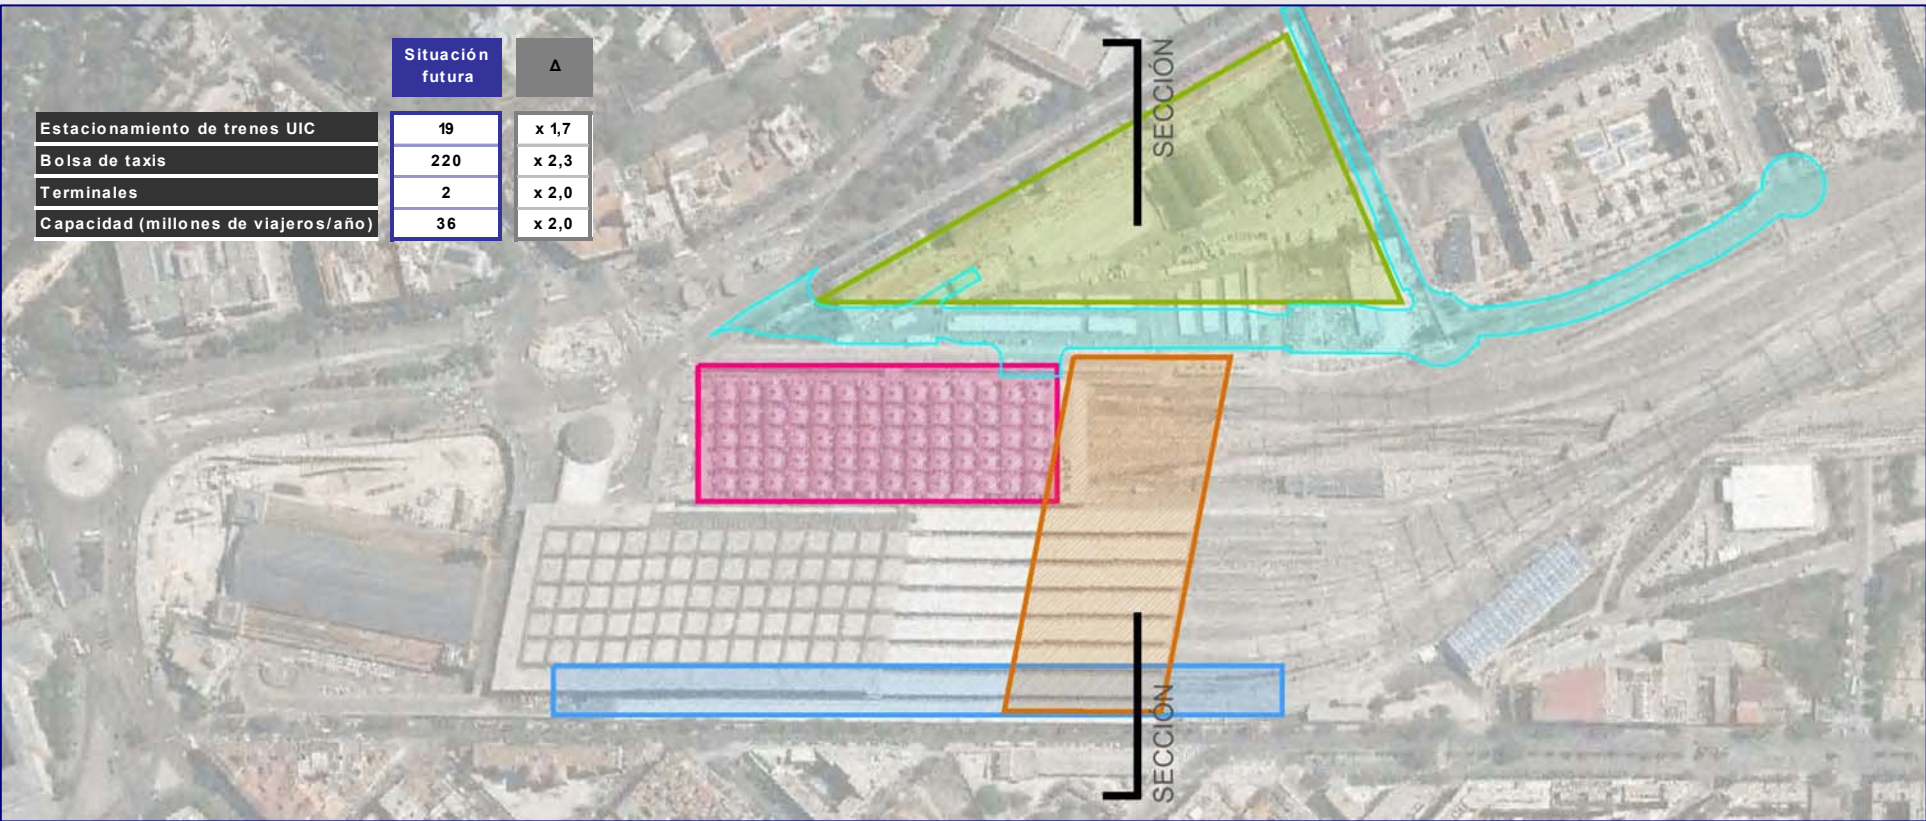 Situación
futura
Δ
Estacionamiento de trenes UIC 19 x 1,7
Bolsa de taxis 220 x 2,3
Terminales 2 x 2,0
Capacidad (millones de viajeros/año) 36 x 2,0
SECCIÓN
SECCIÓN